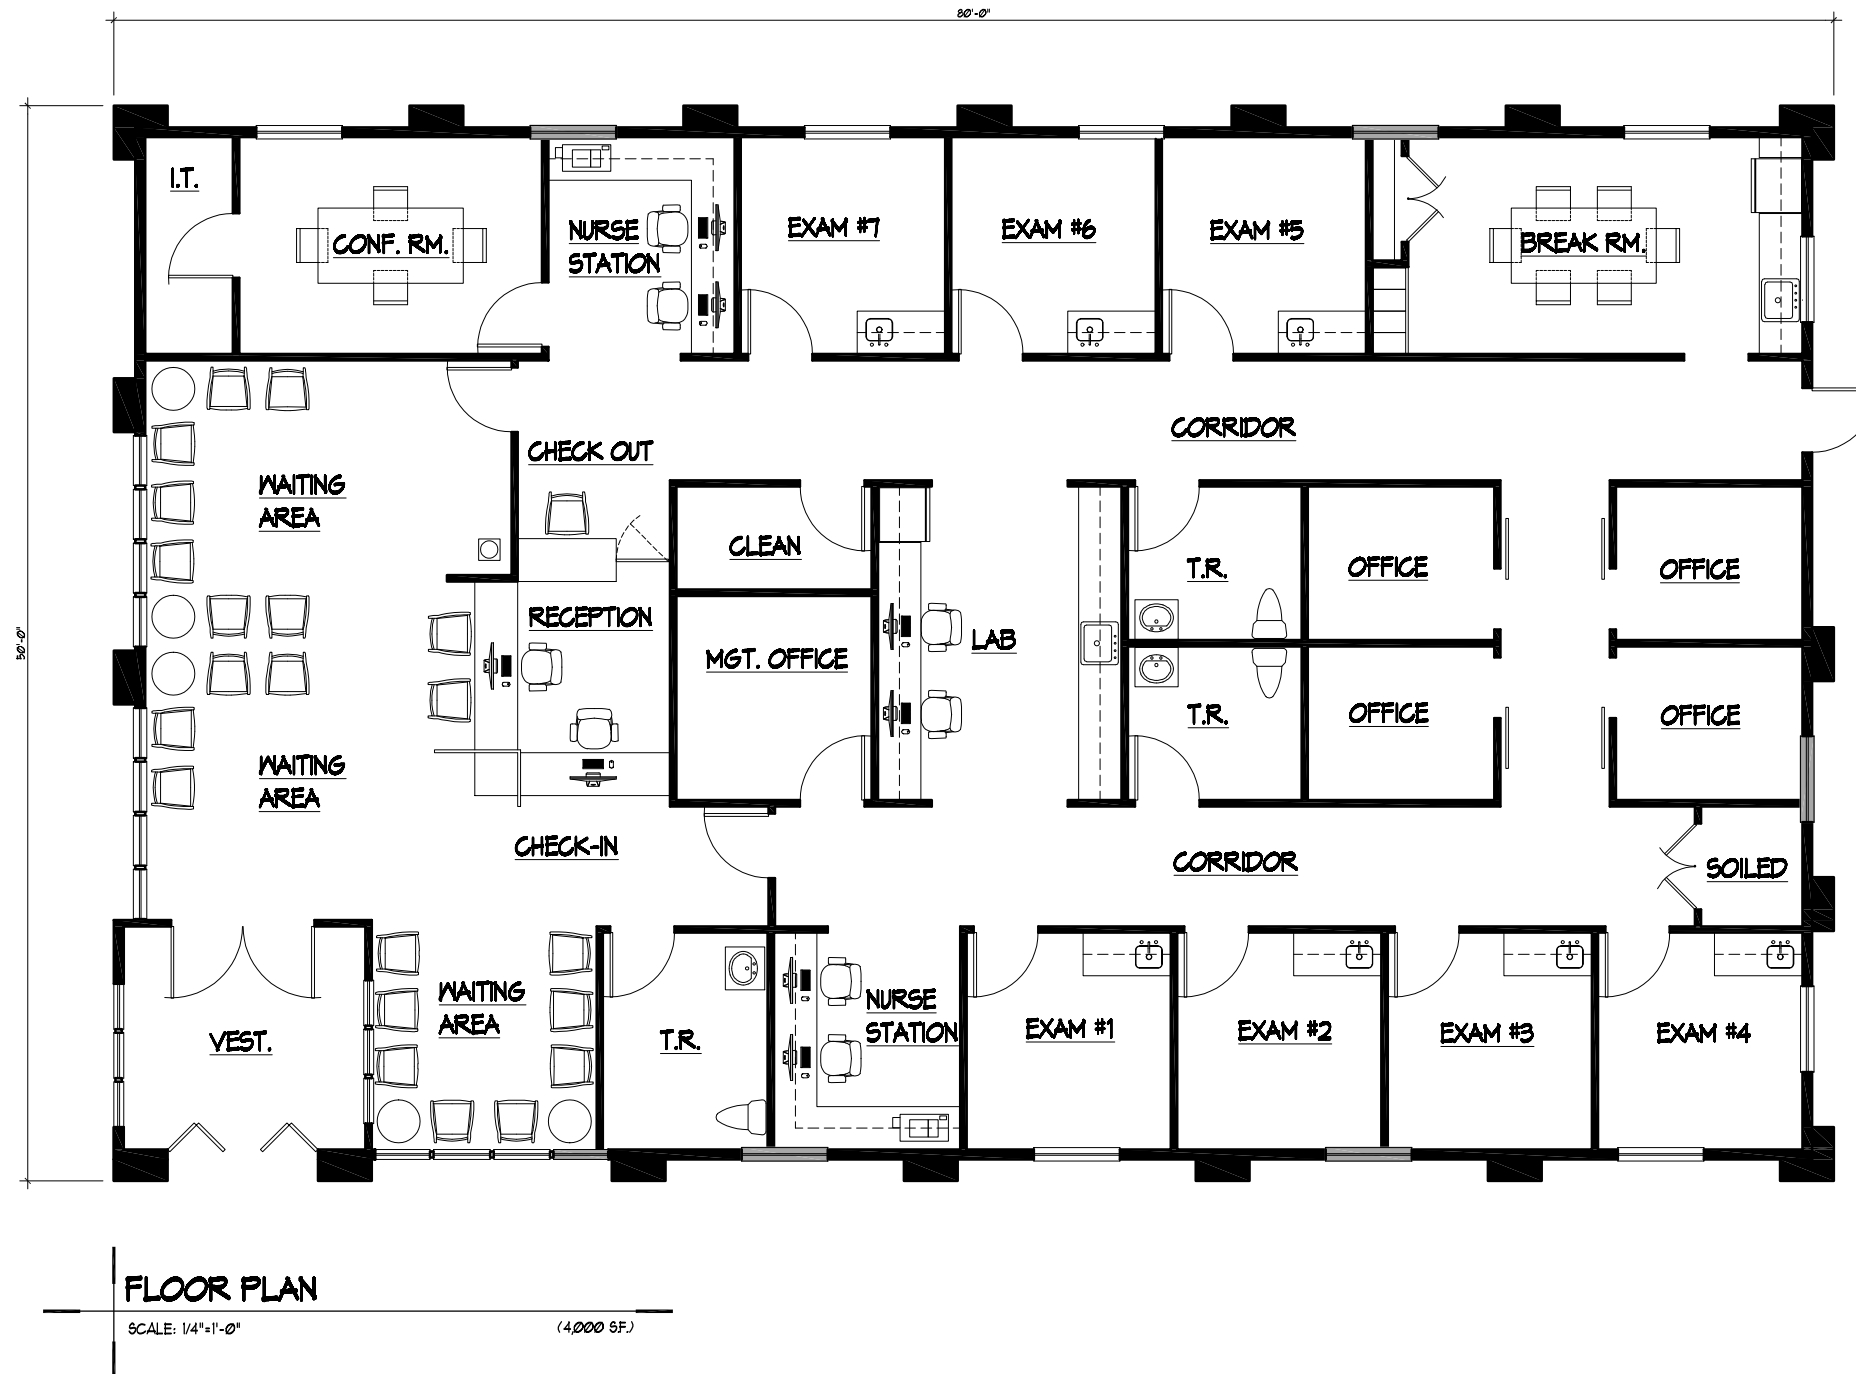 80'-0"
50'-0"
I.T.
CONF. RM.
NURSE
STATION
EXAM #7
EXAM #6
EXAM #5
BREAK RM.
CORRIDOR
CHECK OUT
WAITING
AREA
CLEAN
T.R.
OFFICE
OFFICE
RECEPTION
LAB
MGT. OFFICE
T.R.
OFFICE
OFFICE
WAITING
AREA
CHECK-IN
CORRIDOR
SOILED
WAITING
AREA
VEST.
T.R.
NURSE
STATION
EXAM #1
EXAM #2
EXAM #3
EXAM #4
FLOOR PLAN
SCALE: 1/4"=1'-0"
(4,000 S.F.)